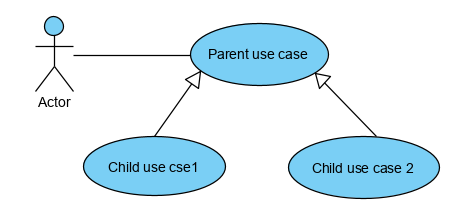 Parent use case
Actor
Child use cse1
Child use case 2